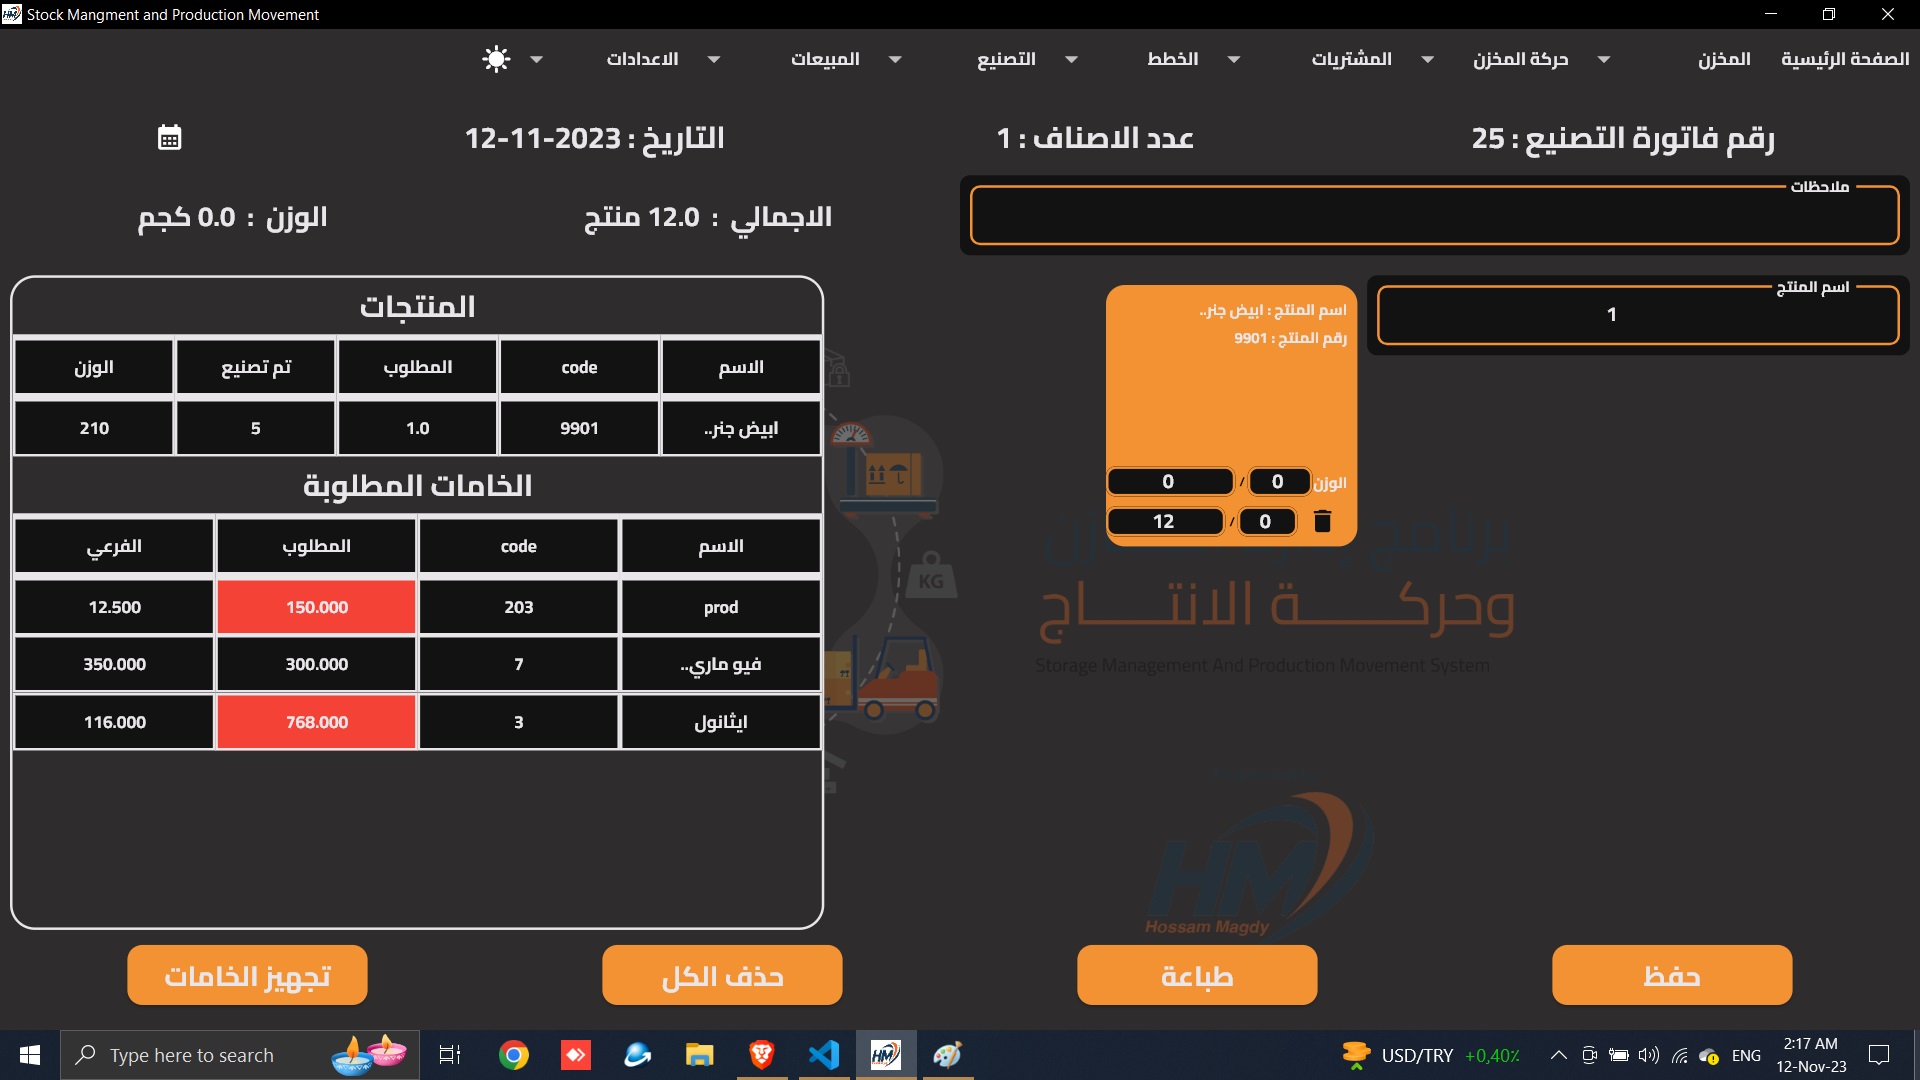 Stock Mangment and Production Movement
الصفحة الرئيسية المخزن حركة المخزن المشتريات الخطط التصنيع المبيعات الاعدادات
رقم فاتورة التصنيع : 25 عدد الاصناف : 1 التاريخ : 2023-11-12
ملاحظات
الاجمالي : 12.0 منتج الوزن : 0.0 كجم
اسم المنتج
1
اسم المنتج : ابيض جنر..
رقم المنتج : 9901
الوزن 0 / 0
0 / 12
المنتجات
الاسم code المطلوب تم تصنيع الوزن
ابيض جنر.. 9901 1.0 5 210
الخامات المطلوبة
الاسم code المطلوب الفرعي
prod 203 150.000 12.500
فيو ماري.. 7 300.000 350.000
ايثانول 3 768.000 116.000
KG
وحركة الانتاج
Storage Management And Production Movement System
HM
Hossam Magdy
حفظ طباعة حذف الكل تجهيز الخامات
Type here to search
HM
USD/TRY +0,40%
ENG
2:17 AM
12-Nov-23